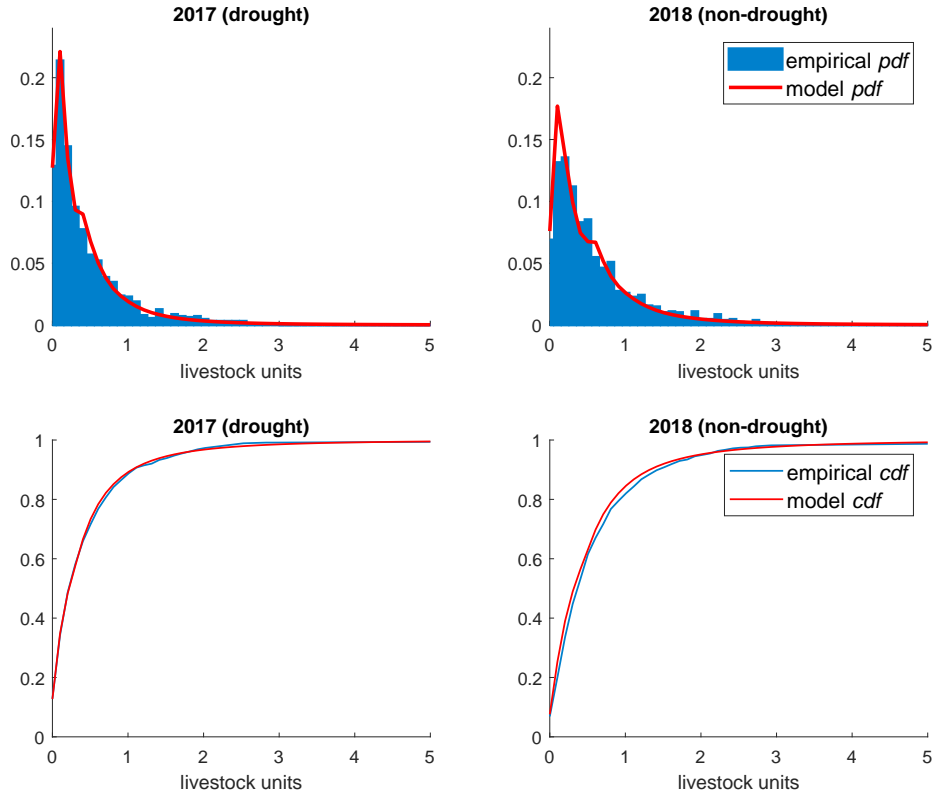 2017 (drought)
0.2
0.15
0.1
0.05
0
0 1 2 3 4 5
livestock units
2018 (non-drought)
empirical pdf
model pdf
0.2
0.15
0.1
0.05
0
0 1 2 3 4 5
livestock units
2017 (drought)
1
0.8
0.6
0.4
0.2
0
0 1 2 3 4 5
livestock units
2018 (non-drought)
1
empirical cdf
model cdf
0.8
0.6
0.4
0.2
0
0 1 2 3 4 5
livestock units